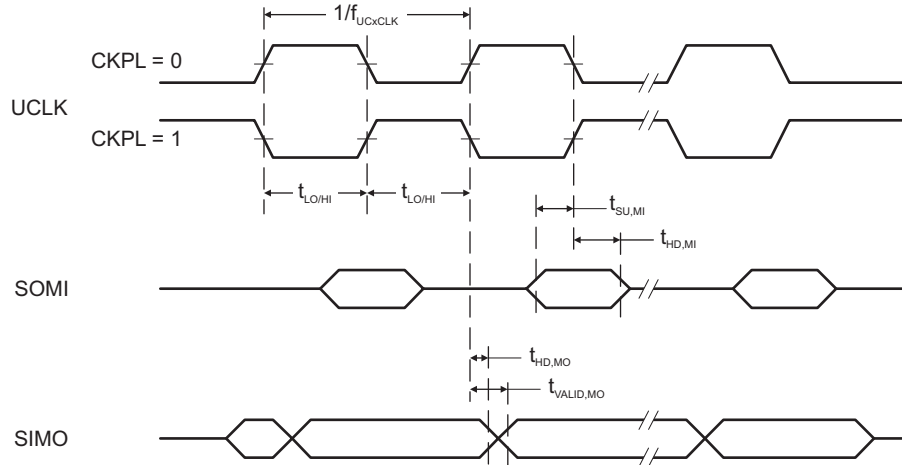 1/fUCxCLK
CKPL = 0
UCLK
CKPL = 1
tLO/HI tLO/HI
tSU,MI
tHD,MI
SOMI
tHD,MO
tVALID,MO
SIMO